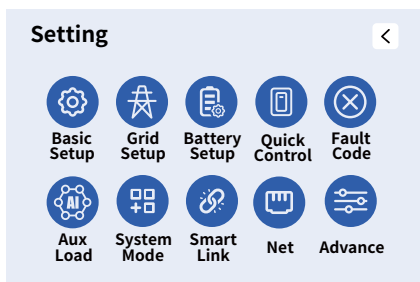 Setting
Basic Grid Battery Quick Fault
Setup Setup Setup Control Code
AI
Aux System Smart Net Advance
Load Mode Link